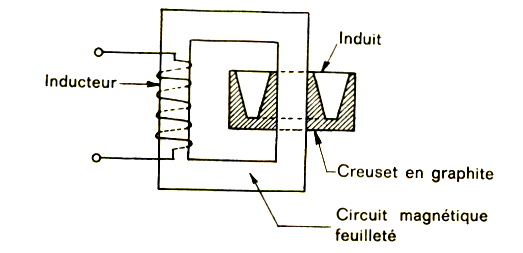 Induit
Inducteur
Creuset en graphite
Circuit magnétique
feuilleté